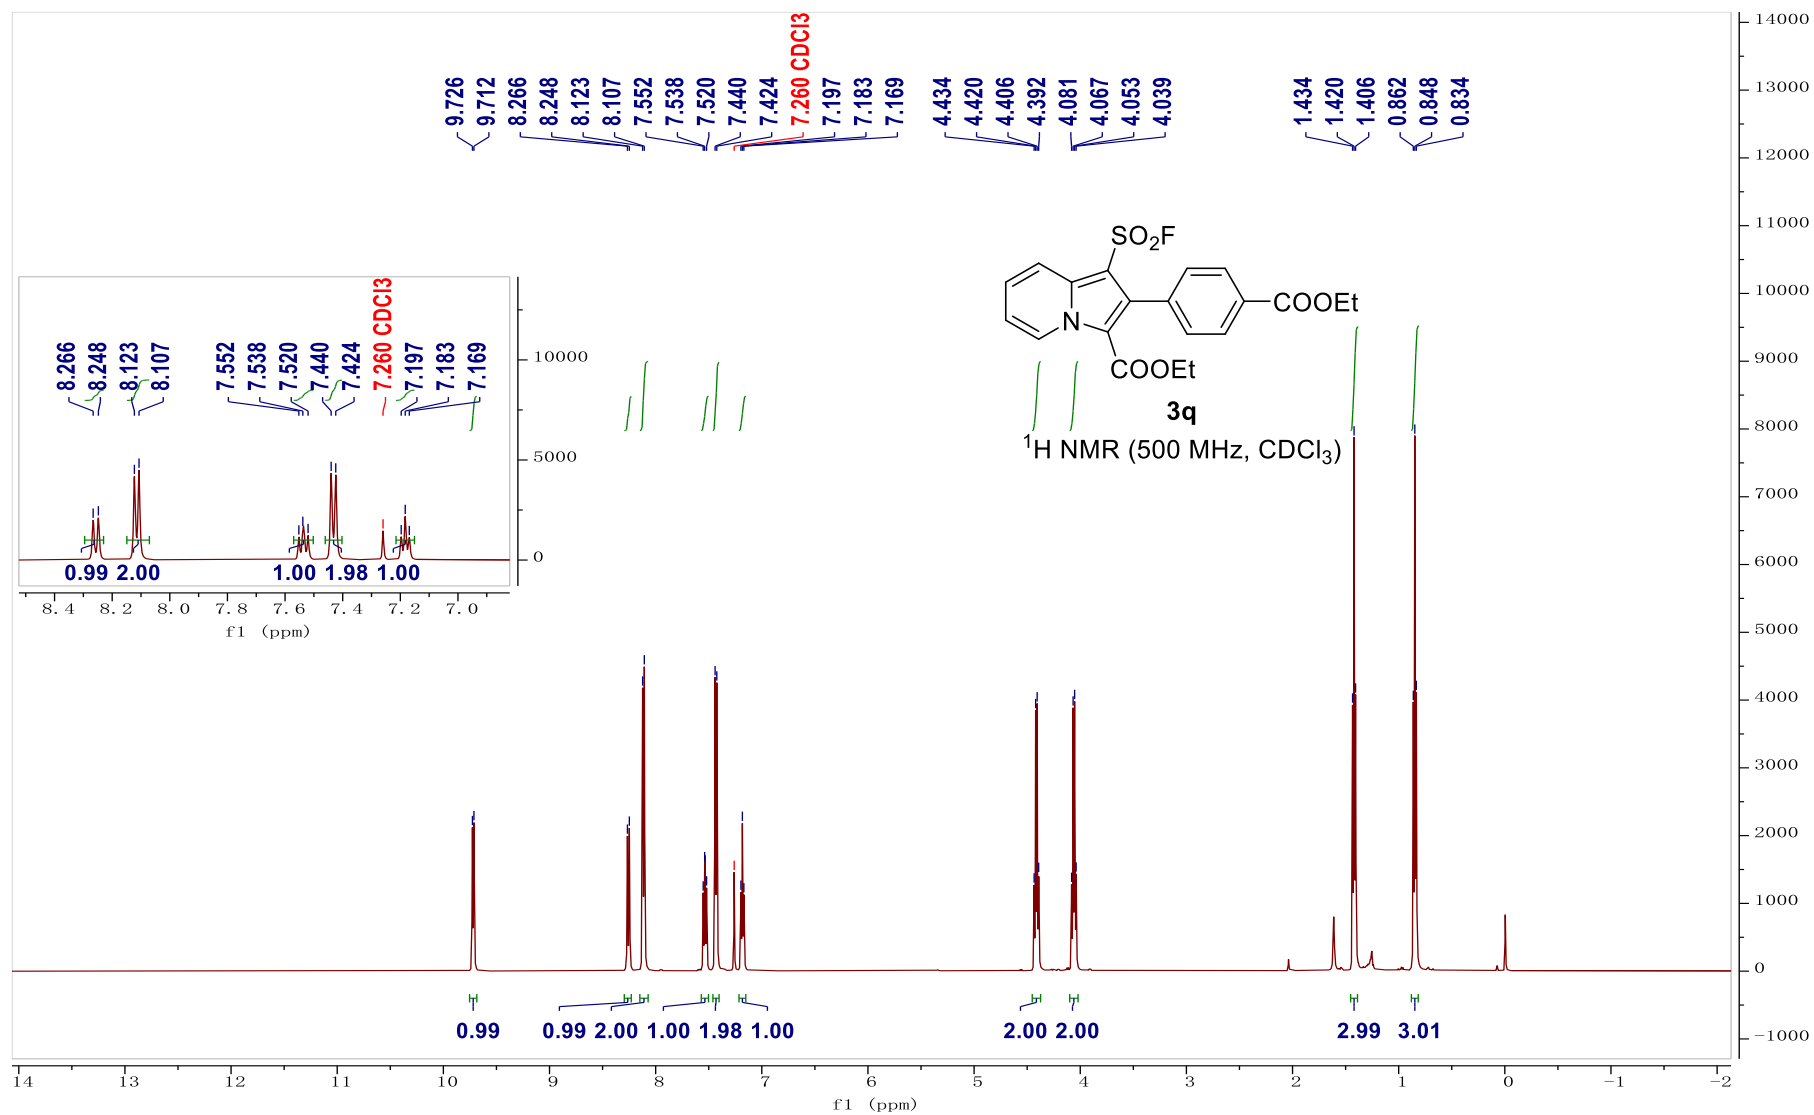 9.726 9.712 8.266 8.248 8.123 8.107 7.552 7.538 7.520 7.440 7.424 7.260 CDCl3 7.197 7.183 7.169 4.434 4.420 4.406 4.392 4.081 4.067 4.053 4.039 1.434 1.420 1.406 0.862 0.848 0.834
14000
13000
12000
11000
10000
9000
8000
7000
6000
5000
4000
3000
2000
1000
0
-1000
SO2F
COOEt
N
COOEt
3q
1H NMR (500 MHz, CDCl3)
8.266 8.248 8.123 8.107 7.552 7.538 7.520 7.440 7.424 7.260 CDCl3 7.197 7.183 7.169
10000
5000
0
0.99 2.00 1.00 1.98 1.00
8.4 8.2 8.0 7.8 7.6 7.4 7.2 7.0
f1 (ppm)
0.99 0.99 2.00 1.00 1.98 1.00 2.00 2.00 2.99 3.01
14 13 12 11 10 9 8 7 6 5 4 3 2 1 0 -1 -2
f1 (ppm)